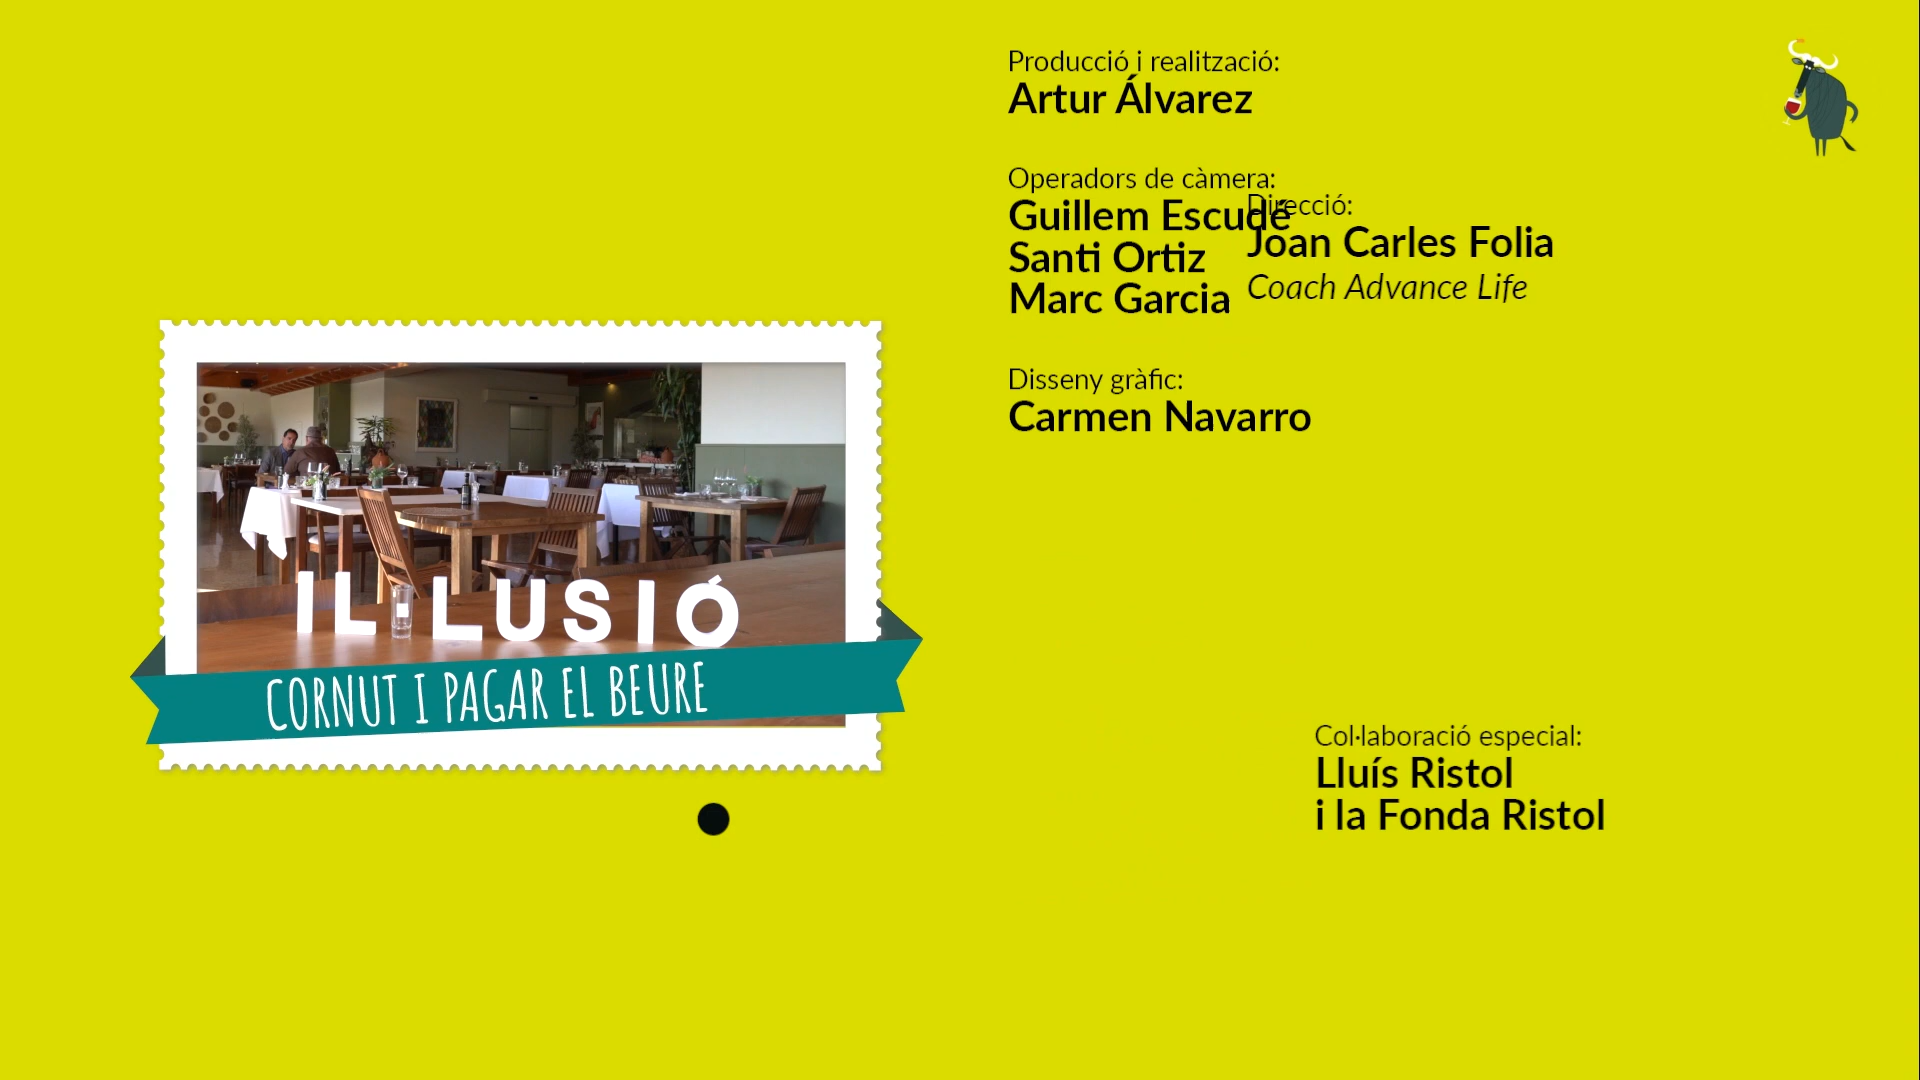 Producció i realització:
Artur Álvarez
Operadors de càmera:
Guillem Escudé
Santi Ortiz
Marc Garcia
Direcció:
Joan Carles Folia
Coach Advance Life
Disseny gràfic:
Carmen Navarro
IL LUSIÓ
CORNUT I PAGAR EL BEURE
Col·laboració especial:
Lluís Ristol
i la Fonda Ristol